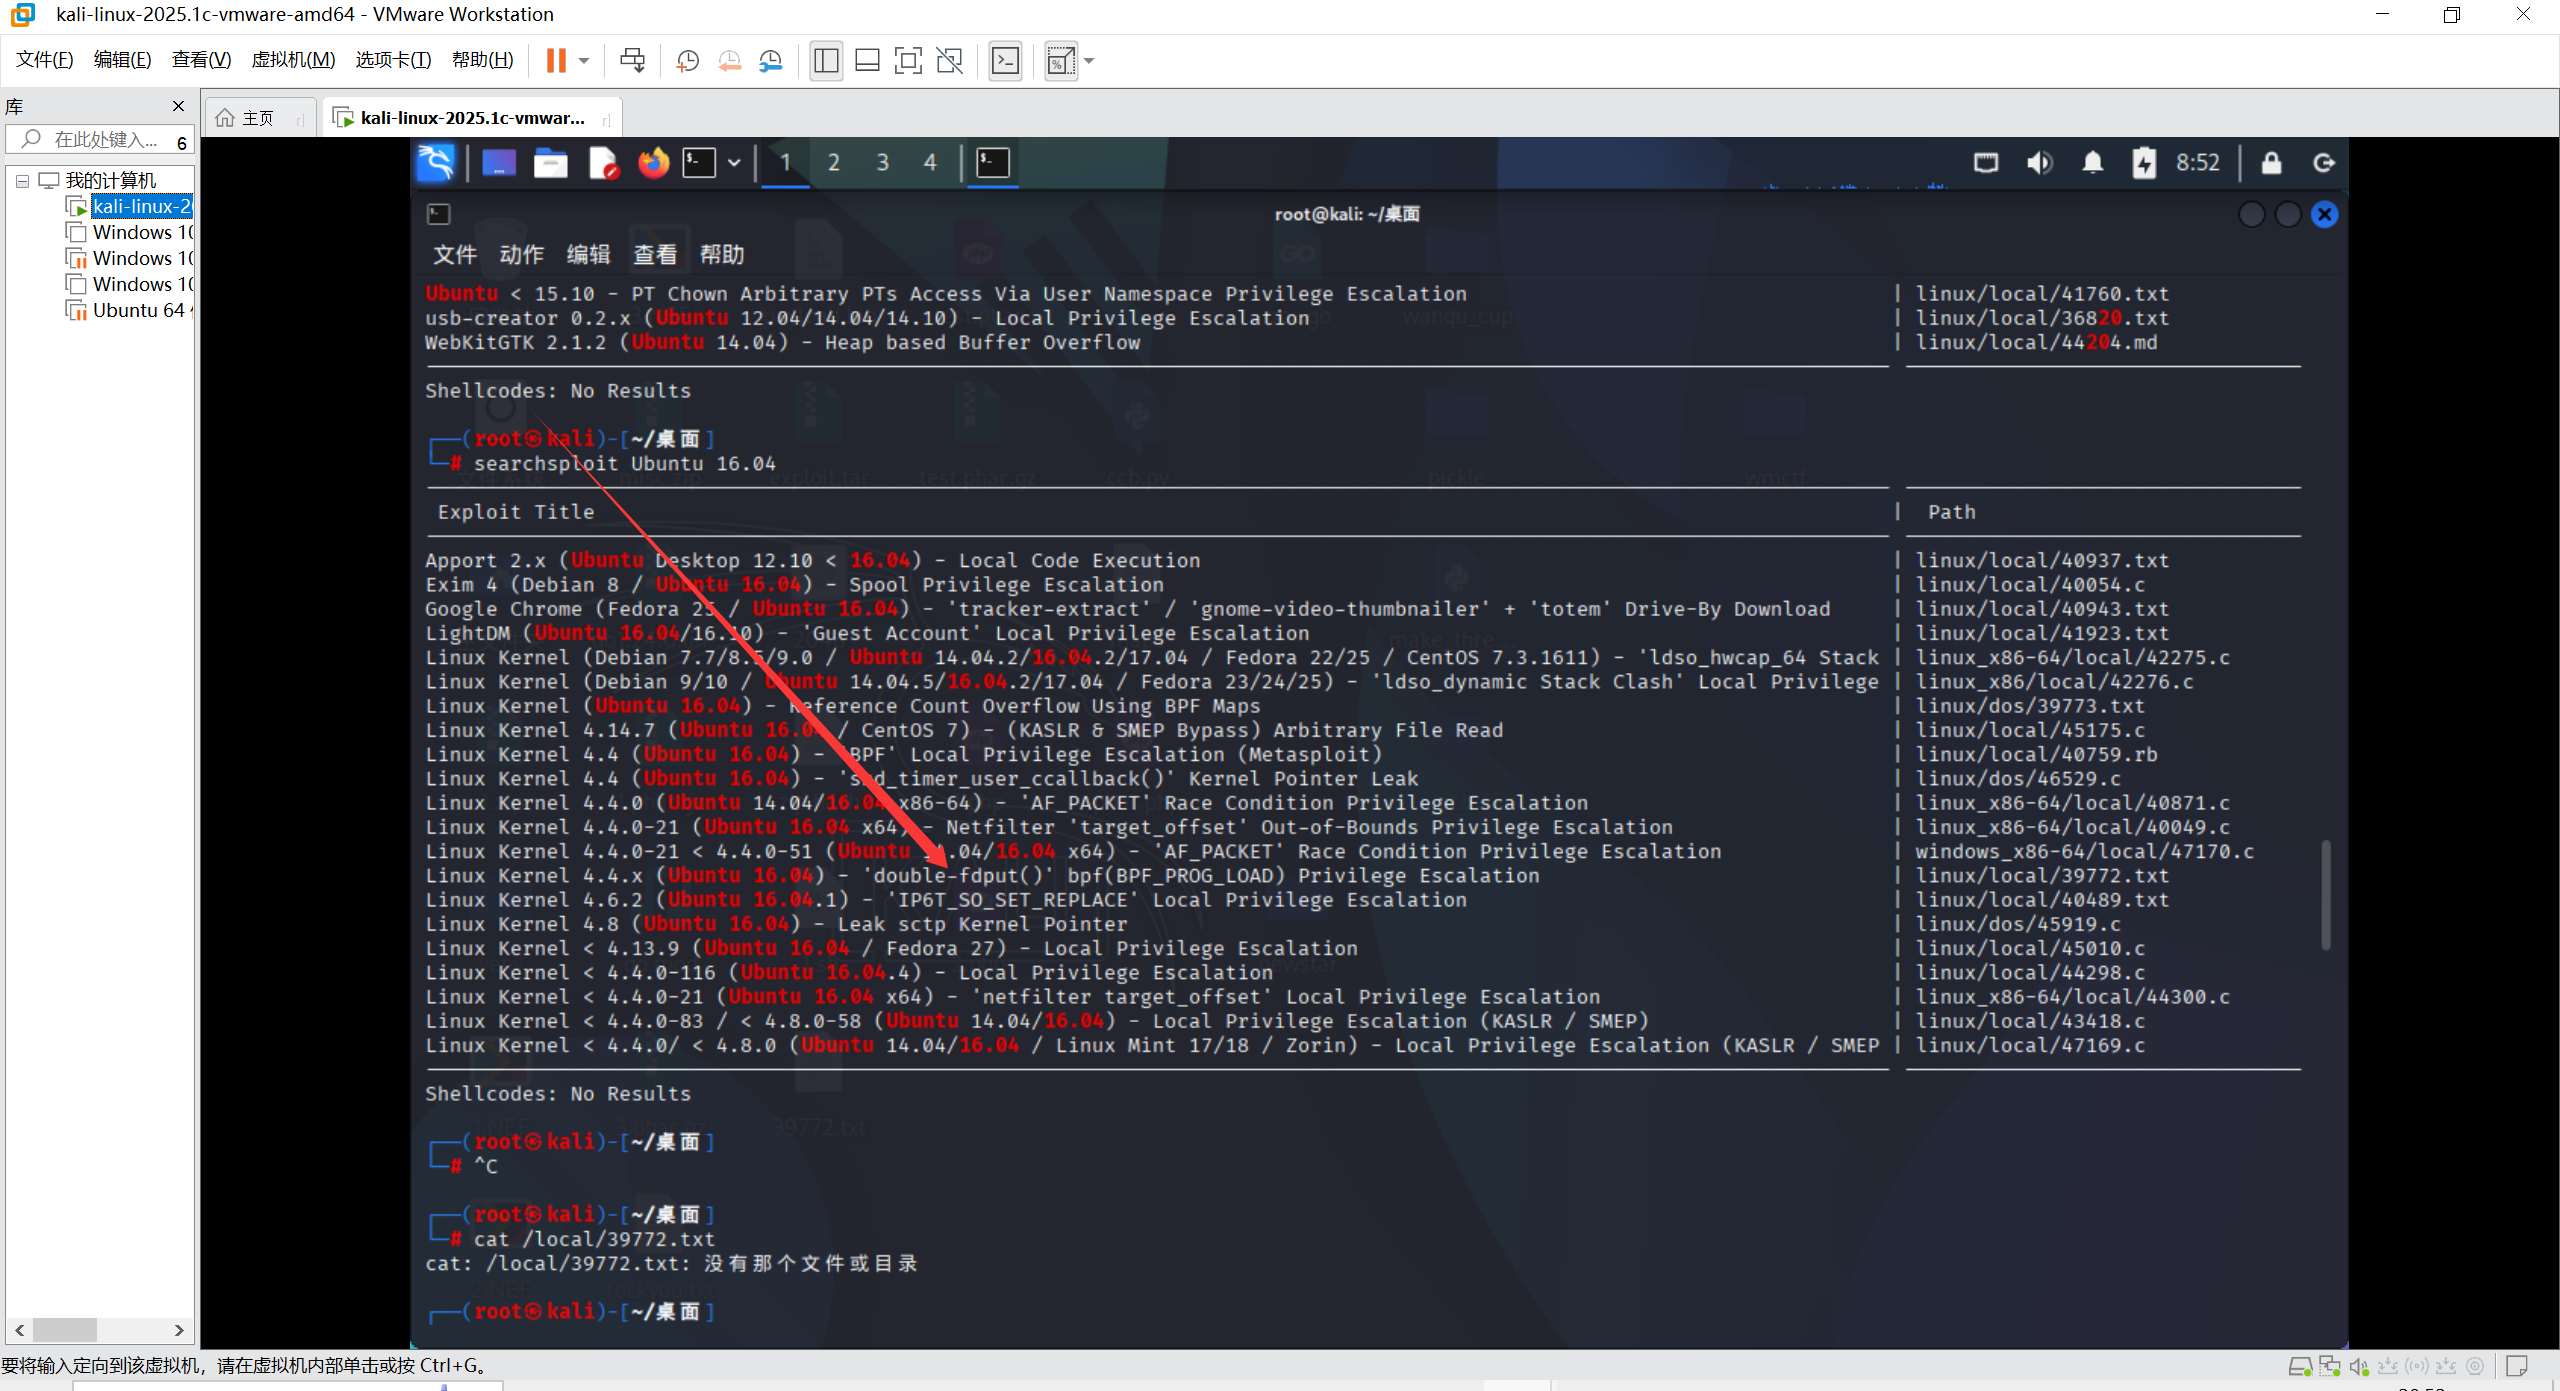 kali-linux-2025.1c-vmware-amd64 - VMware Workstation
文件(F) 编辑(E) 查看(V) 虚拟机(M) 选项卡(T) 帮助(H)
库
在此处键入...
我的计算机
kali-linux-2
Windows 10
Windows 10
Windows 10
Ubuntu 64
主页
kali-linux-2025.1c-vmwar...
1 2 3 4
8:52
root@kali: ~/桌面
文件 动作 编辑 查看 帮助
Ubuntu < 15.10 - PT Chown Arbitrary PTs Access Via User Namespace Privilege Escalation | linux/local/41760.txt
usb-creator 0.2.x (Ubuntu 12.04/14.04/14.10) - Local Privilege Escalation | linux/local/36820.txt
WebKitGTK 2.1.2 (Ubuntu 14.04) - Heap based Buffer Overflow | linux/local/44204.md
Shellcodes: No Results
(root㉿kali)-[~/桌面]
# searchsploit Ubuntu 16.04
Exploit Title | Path
Apport 2.x (Ubuntu Desktop 12.10 < 16.04) - Local Code Execution | linux/local/40937.txt
Exim 4 (Debian 8 / Ubuntu 16.04) - Spool Privilege Escalation | linux/local/40054.c
Google Chrome (Fedora 25 / Ubuntu 16.04) - 'tracker-extract' / 'gnome-video-thumbnailer' + 'totem' Drive-By Download | linux/local/40943.txt
LightDM (Ubuntu 16.04/16.10) - 'Guest Account' Local Privilege Escalation | linux/local/41923.txt
Linux Kernel (Debian 7.7/8.5/9.0 / Ubuntu 14.04.2/16.04.2/17.04 / Fedora 22/25 / CentOS 7.3.1611) - 'ldso_hwcap_64 Stack | linux_x86-64/local/42275.c
Linux Kernel (Debian 9/10 / Ubuntu 14.04.5/16.04.2/17.04 / Fedora 23/24/25) - 'ldso_dynamic Stack Clash' Local Privilege | linux_x86/local/42276.c
Linux Kernel (Ubuntu 16.04) - Reference Count Overflow Using BPF Maps | linux/dos/39773.txt
Linux Kernel 4.14.7 (Ubuntu 16.04 / CentOS 7) - (KASLR & SMEP Bypass) Arbitrary File Read | linux/local/45175.c
Linux Kernel 4.4 (Ubuntu 16.04) - 'BPF' Local Privilege Escalation (Metasploit) | linux/local/40759.rb
Linux Kernel 4.4 (Ubuntu 16.04) - 'snd_timer_user_ccallback()' Kernel Pointer Leak | linux/dos/46529.c
Linux Kernel 4.4.0 (Ubuntu 14.04/16.04 x86-64) - 'AF_PACKET' Race Condition Privilege Escalation | linux_x86-64/local/40871.c
Linux Kernel 4.4.0-21 (Ubuntu 16.04 x64) - Netfilter 'target_offset' Out-of-Bounds Privilege Escalation | linux_x86-64/local/40049.c
Linux Kernel 4.4.0-21 < 4.4.0-51 (Ubuntu 14.04/16.04 x64) - 'AF_PACKET' Race Condition Privilege Escalation | windows_x86-64/local/47170.c
Linux Kernel 4.4.x (Ubuntu 16.04) - 'double-fdput()' bpf(BPF_PROG_LOAD) Privilege Escalation | linux/local/39772.txt
Linux Kernel 4.6.2 (Ubuntu 16.04.1) - 'IP6T_SO_SET_REPLACE' Local Privilege Escalation | linux/local/40489.txt
Linux Kernel 4.8 (Ubuntu 16.04) - Leak sctp Kernel Pointer | linux/dos/45919.c
Linux Kernel < 4.13.9 (Ubuntu 16.04 / Fedora 27) - Local Privilege Escalation | linux/local/45010.c
Linux Kernel < 4.4.0-116 (Ubuntu 16.04.4) - Local Privilege Escalation | linux/local/44298.c
Linux Kernel < 4.4.0-21 (Ubuntu 16.04 x64) - 'netfilter target_offset' Local Privilege Escalation | linux_x86-64/local/44300.c
Linux Kernel < 4.4.0-83 / < 4.8.0-58 (Ubuntu 14.04/16.04) - Local Privilege Escalation (KASLR / SMEP) | linux/local/43418.c
Linux Kernel < 4.4.0/ < 4.8.0 (Ubuntu 14.04/16.04 / Linux Mint 17/18 / Zorin) - Local Privilege Escalation (KASLR / SMEP | linux/local/47169.c
Shellcodes: No Results
(root㉿kali)-[~/桌面]
# ^C
(root㉿kali)-[~/桌面]
# cat /local/39772.txt
cat: /local/39772.txt: 没有那个文件或目录
(root㉿kali)-[~/桌面]
要将输入定向到该虚拟机，请在虚拟机内部单击或按 Ctrl+G。